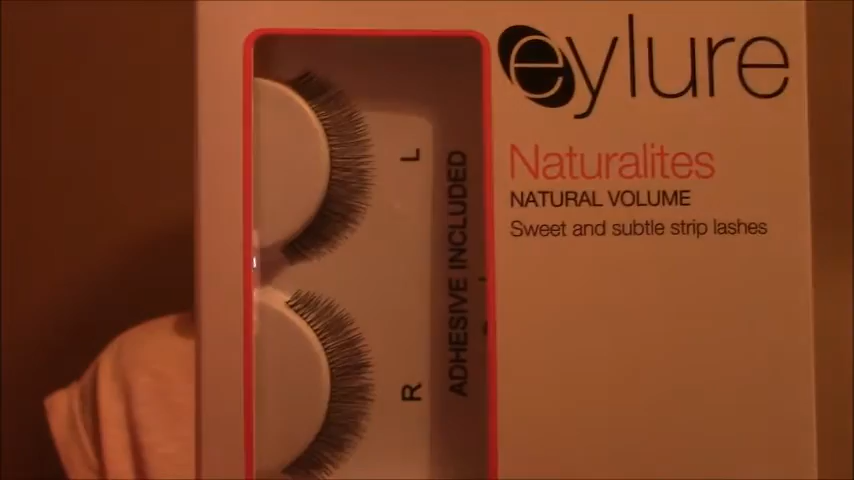 eylure
Naturalites
NATURAL VOLUME
Sweet and subtle strip lashes
L
R
ADHESIVE INCLUDED